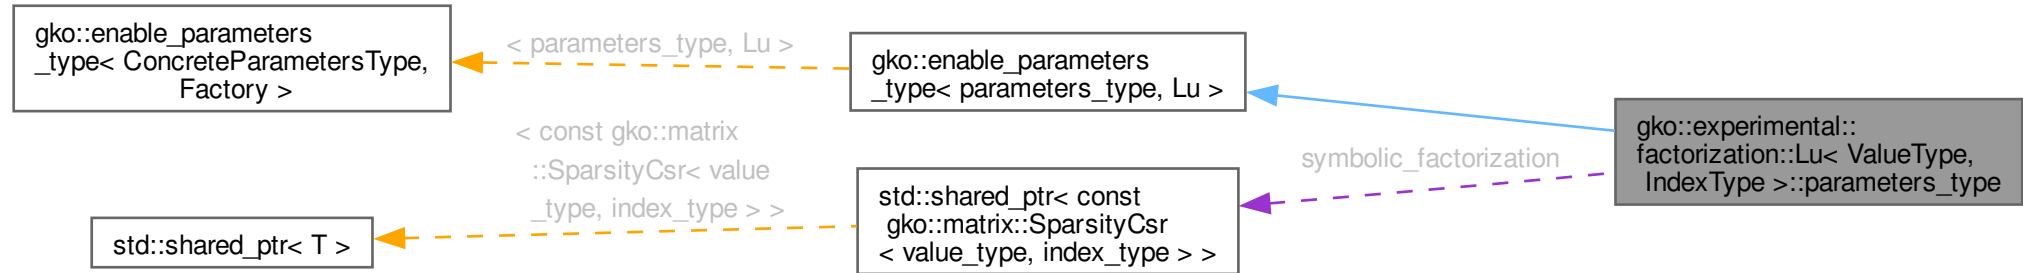 gko::enable_parameters
_type< ConcreteParametersType,
Factory >
< parameters_type, Lu >
gko::enable_parameters
_type< parameters_type, Lu >
gko::experimental::
factorization::Lu< ValueType,
IndexType >::parameters_type
symbolic_factorization
< const gko::matrix
::SparsityCsr< value
_type, index_type > >
std::shared_ptr< const
gko::matrix::SparsityCsr
< value_type, index_type > >
std::shared_ptr< T >